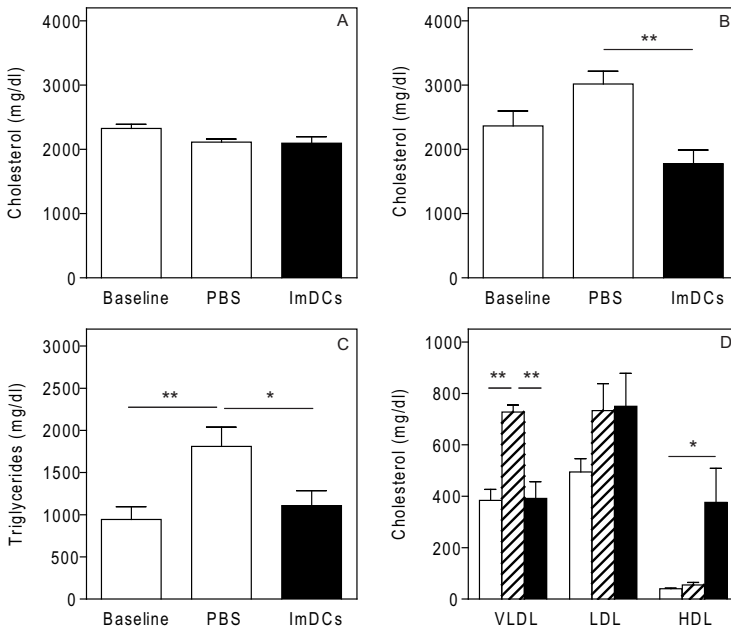 A
Cholesterol (mg/dl)
4000
3000
2000
1000
0
Baseline PBS ImDCs
B
**
Cholesterol (mg/dl)
4000
3000
2000
1000
0
Baseline PBS ImDCs
C
** *
Triglycerides (mg/dl)
3000
2500
2000
1500
1000
500
0
Baseline PBS ImDCs
D
** **
*
Cholesterol (mg/dl)
1000
800
600
400
200
0
VLDL LDL HDL